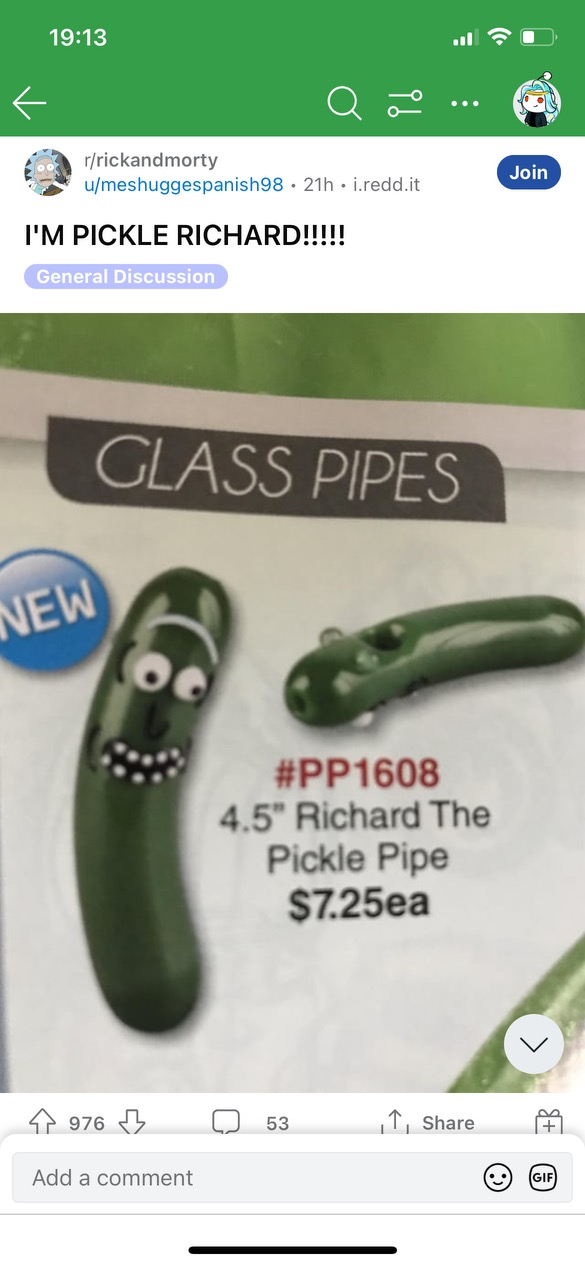 19:13
r/rickandmorty
u/meshuggespanish98 • 21h • i.redd.it
Join
I'M PICKLE RICHARD!!!!!
General Discussion
GLASS PIPES
NEW
#PP1608
4.5" Richard The
Pickle Pipe
$7.25ea
976
53
Share
Add a comment
GIF